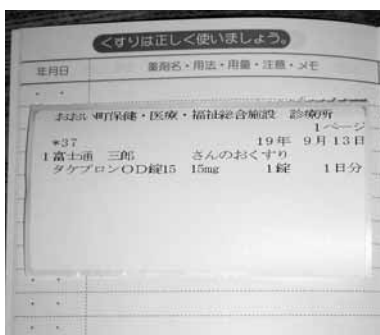 くすりは正しく使いましょう。
年月日 薬剤名・用法・用量・注意・メモ
おおい町保健・医療・福祉総合施設 診療所
1ページ
*37 19年 9月13日
1富士通 三郎 さんのおくすり
タケプロンOD錠15 15mg 1錠 1日分